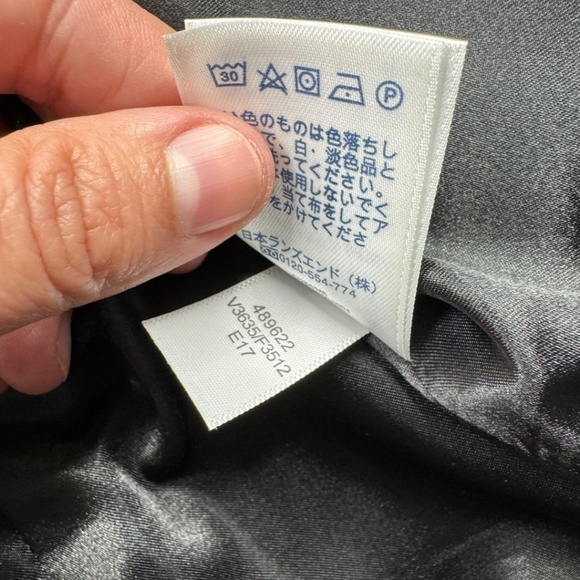 30
P
色のものは色落ちし
で、白・淡色品と
ってください。
使用しないでく
当て布をしてア
をかけてくださ
日本ランズエンド（株）
0120-554-774
489622
V3635/F3512
E17